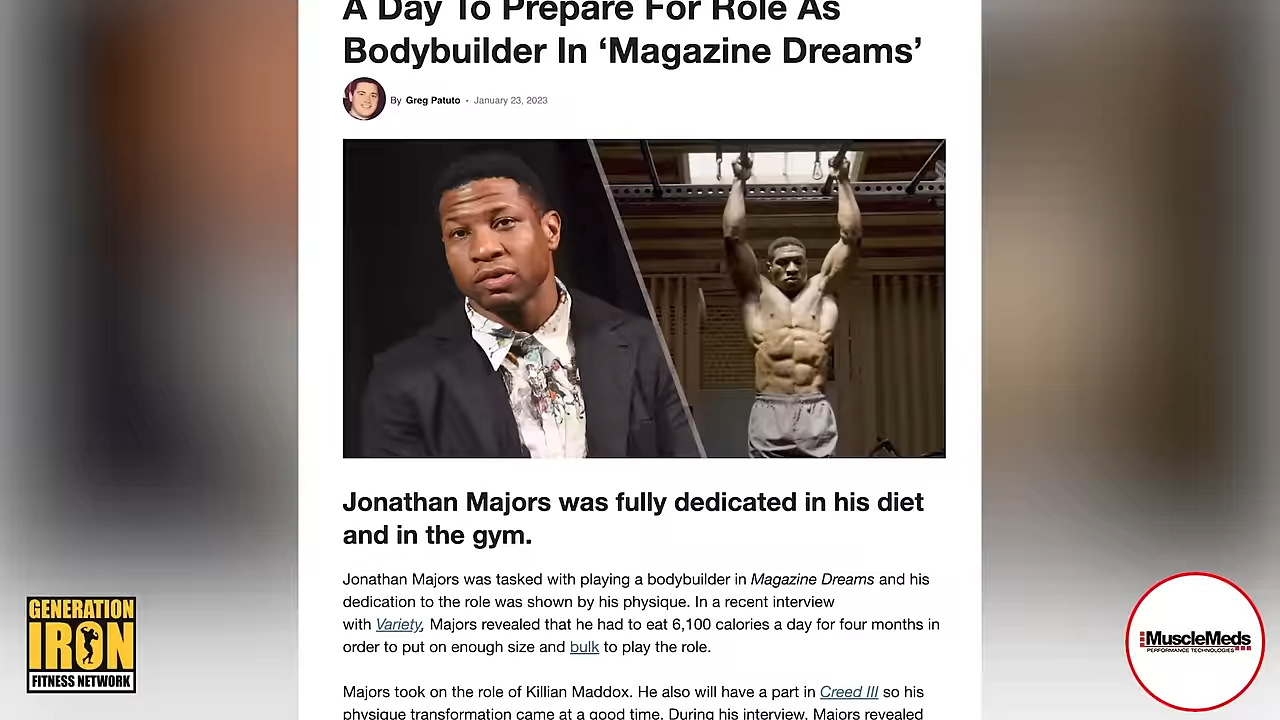 A Day To Prepare For Role As
Bodybuilder In ‘Magazine Dreams’
By Greg Patuto - January 23, 2023
Jonathan Majors was fully dedicated in his diet
and in the gym.
Jonathan Majors was tasked with playing a bodybuilder in Magazine Dreams and his
dedication to the role was shown by his physique. In a recent interview
with Variety, Majors revealed that he had to eat 6,100 calories a day for four months in
order to put on enough size and bulk to play the role.
Majors took on the role of Killian Maddox. He also will have a part in Creed III so his
physique transformation came at a good time. During his interview, Majors revealed
GENERATION
IRON
FITNESS NETWORK
MuscleMeds
PERFORMANCE TECHNOLOGIES